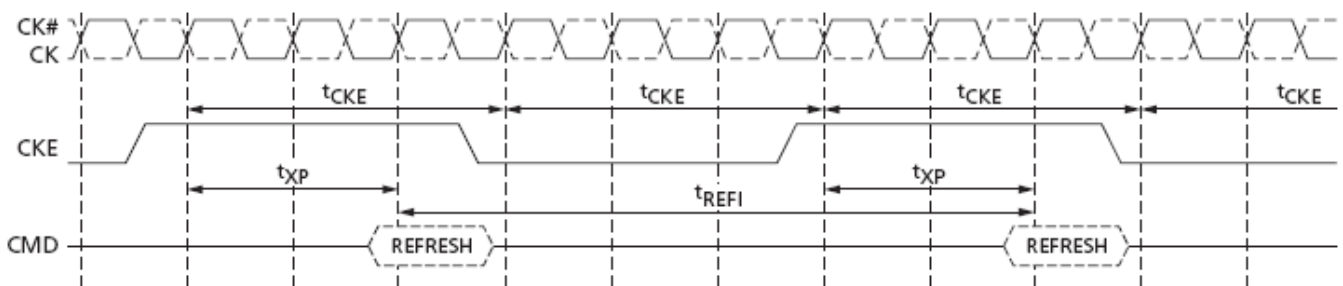 CK#
CK
tCKE tCKE tCKE tCKE
CKE
tXP tXP
tREFI
CMD REFRESH REFRESH